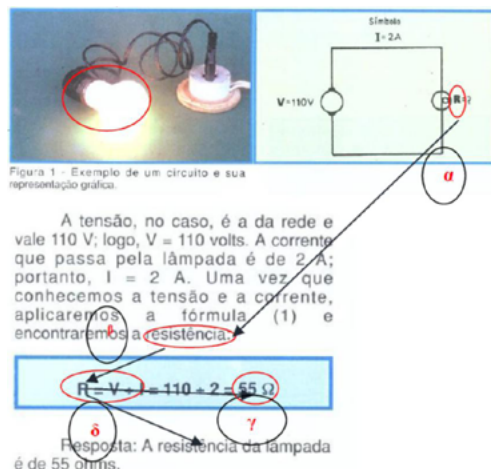 Símbolo
I=2A
V=110V
R=?
α
Figura 1 - Exemplo de um circuito e sua
representação gráfica.
A tensão, no caso, é a da rede e
vale 110 V; logo, V = 110 volts. A corrente
que passa pela lâmpada é de 2 A;
portanto, I = 2 A. Uma vez que
conhecemos a tensão e a corrente,
aplicaremos a fórmula (1) e
encontraremos a resistência:
R = V ÷ I = 110 ÷ 2 = 55 Ω
δ
γ
Resposta: A resistência da lâmpada
é de 55 ohms.